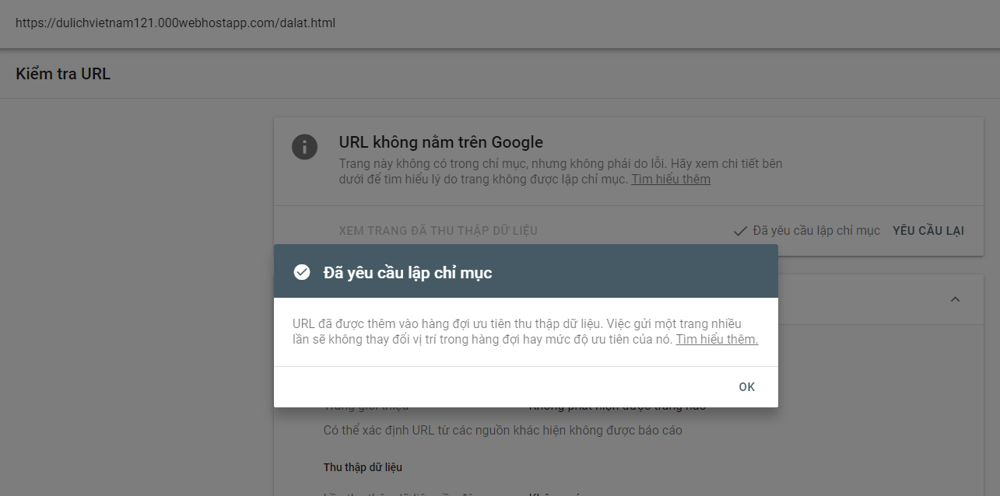 https://dulichvietnam121.000webhostapp.com/dalat.html
Kiểm tra URL
URL không nằm trên Google
Trang này không có trong chỉ mục, nhưng không phải do lỗi. Hãy xem chi tiết bên
dưới để tìm hiểu lý do trang không được lập chỉ mục. Tìm hiểu thêm
XEM TRANG ĐÃ THU THẬP DỮ LIỆU
Đã yêu cầu lập chỉ mục YÊU CẦU LẠI
Đã yêu cầu lập chỉ mục
URL đã được thêm vào hàng đợi ưu tiên thu thập dữ liệu. Việc gửi một trang nhiều
lần sẽ không thay đổi vị trí trong hàng đợi hay mức độ ưu tiên của nó. Tìm hiểu thêm.
OK
Trang giới thiệu Không phát hiện được trang nào
Có thể xác định URL từ các nguồn khác hiện không được báo cáo
Thu thập dữ liệu